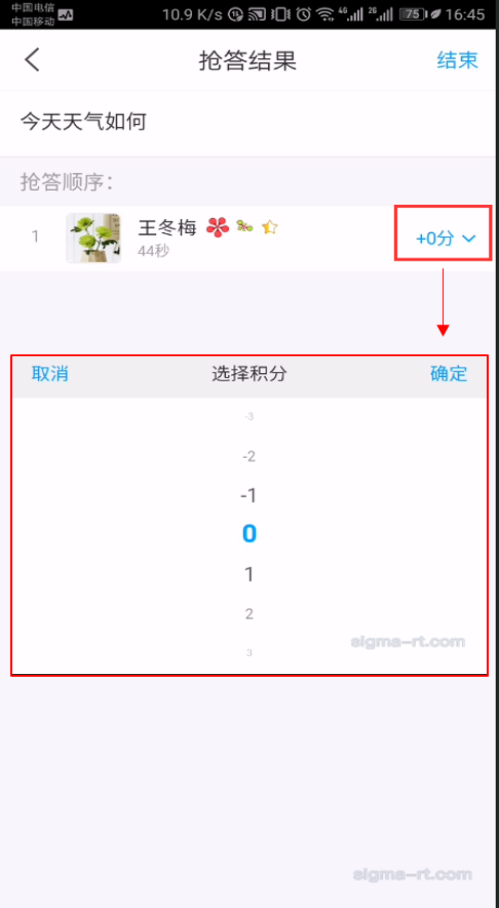 中国电信
中国移动
10.9 K/s 4G 2G 75 16:45
抢答结果 结束
今天天气如何
抢答顺序：
1 王冬梅 +0分
44秒
取消 选择积分 确定
-3
-2
-1
0
1
2
3
sigma-rt.com
sigma-rt.com